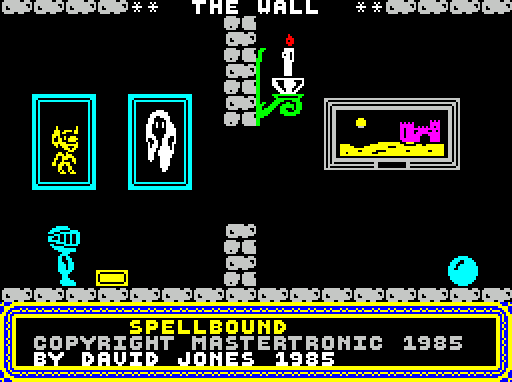 ** THE WALL **
SPELLBOUND
COPYRIGHT MASTERTRONIC 1985
BY DAVID JONES 1985